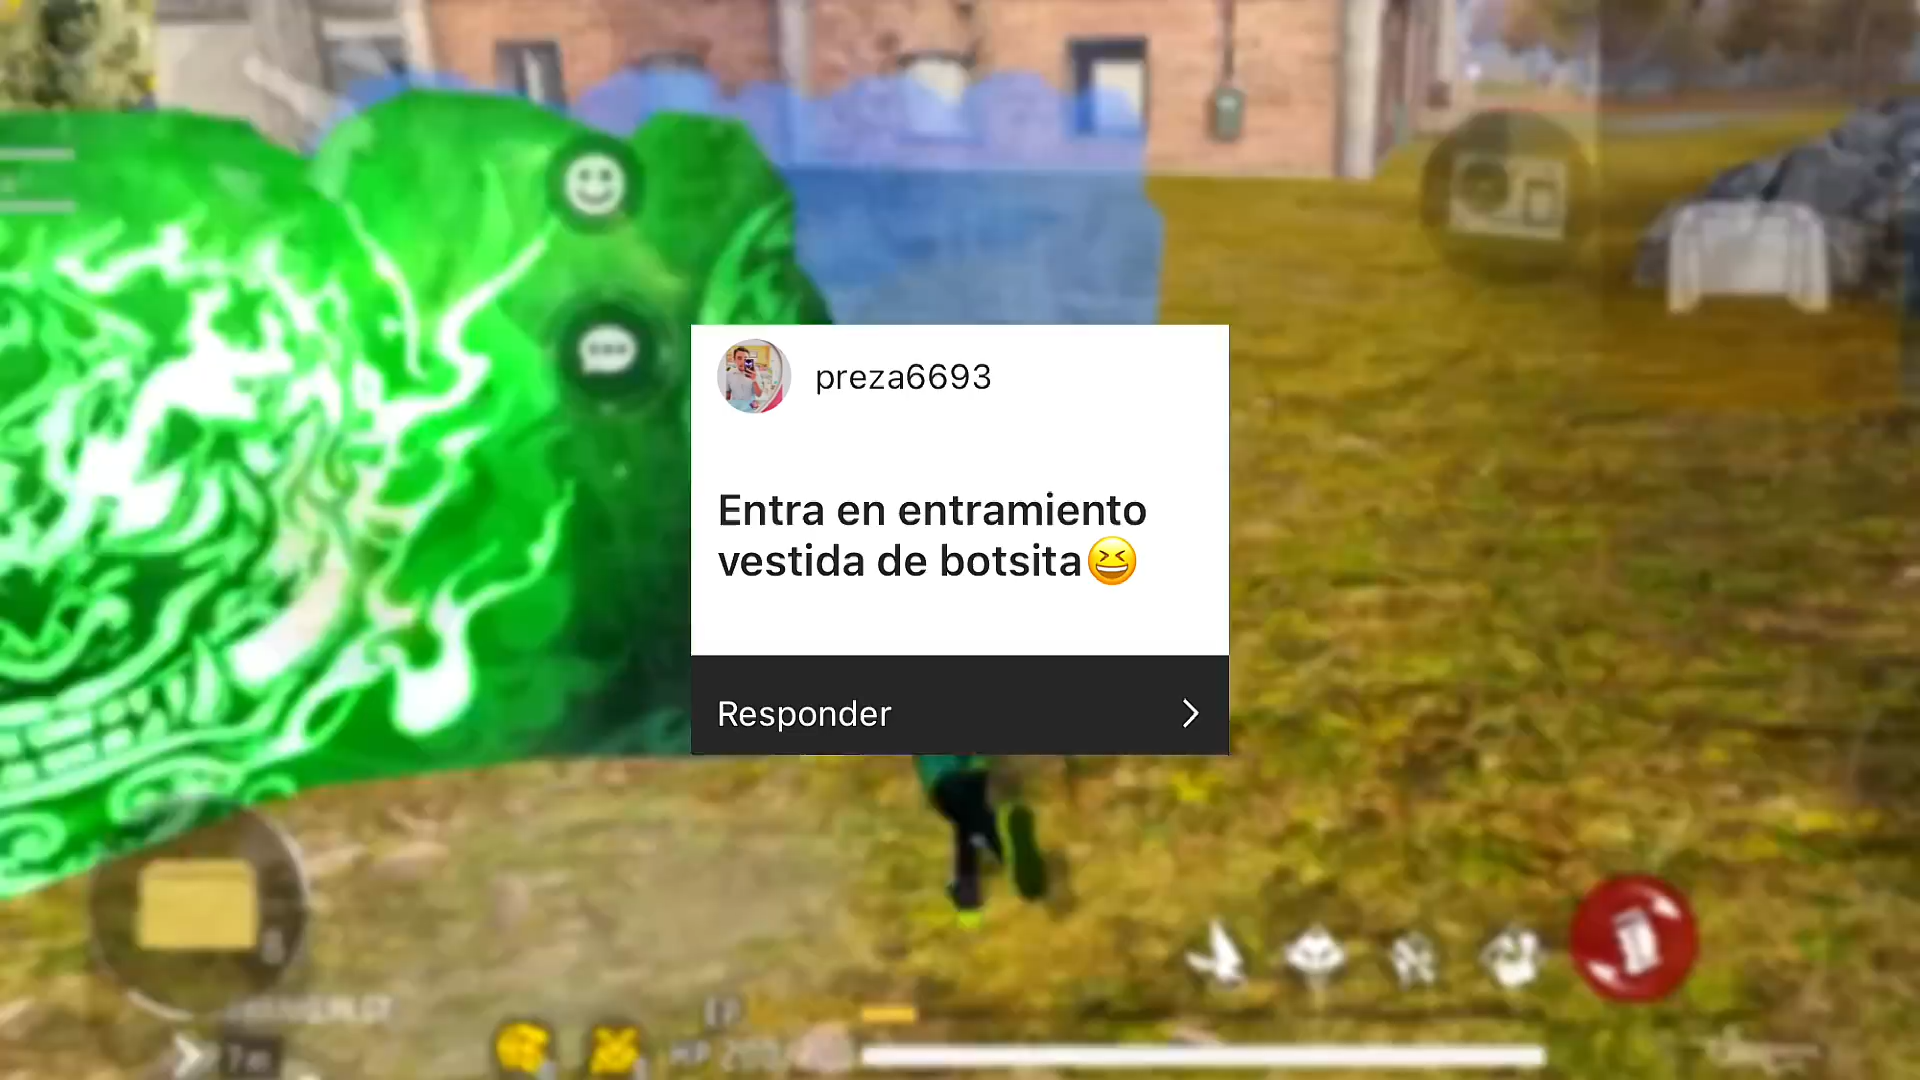 preza6693
Entra en entramiento
vestida de botsita😆
Responder